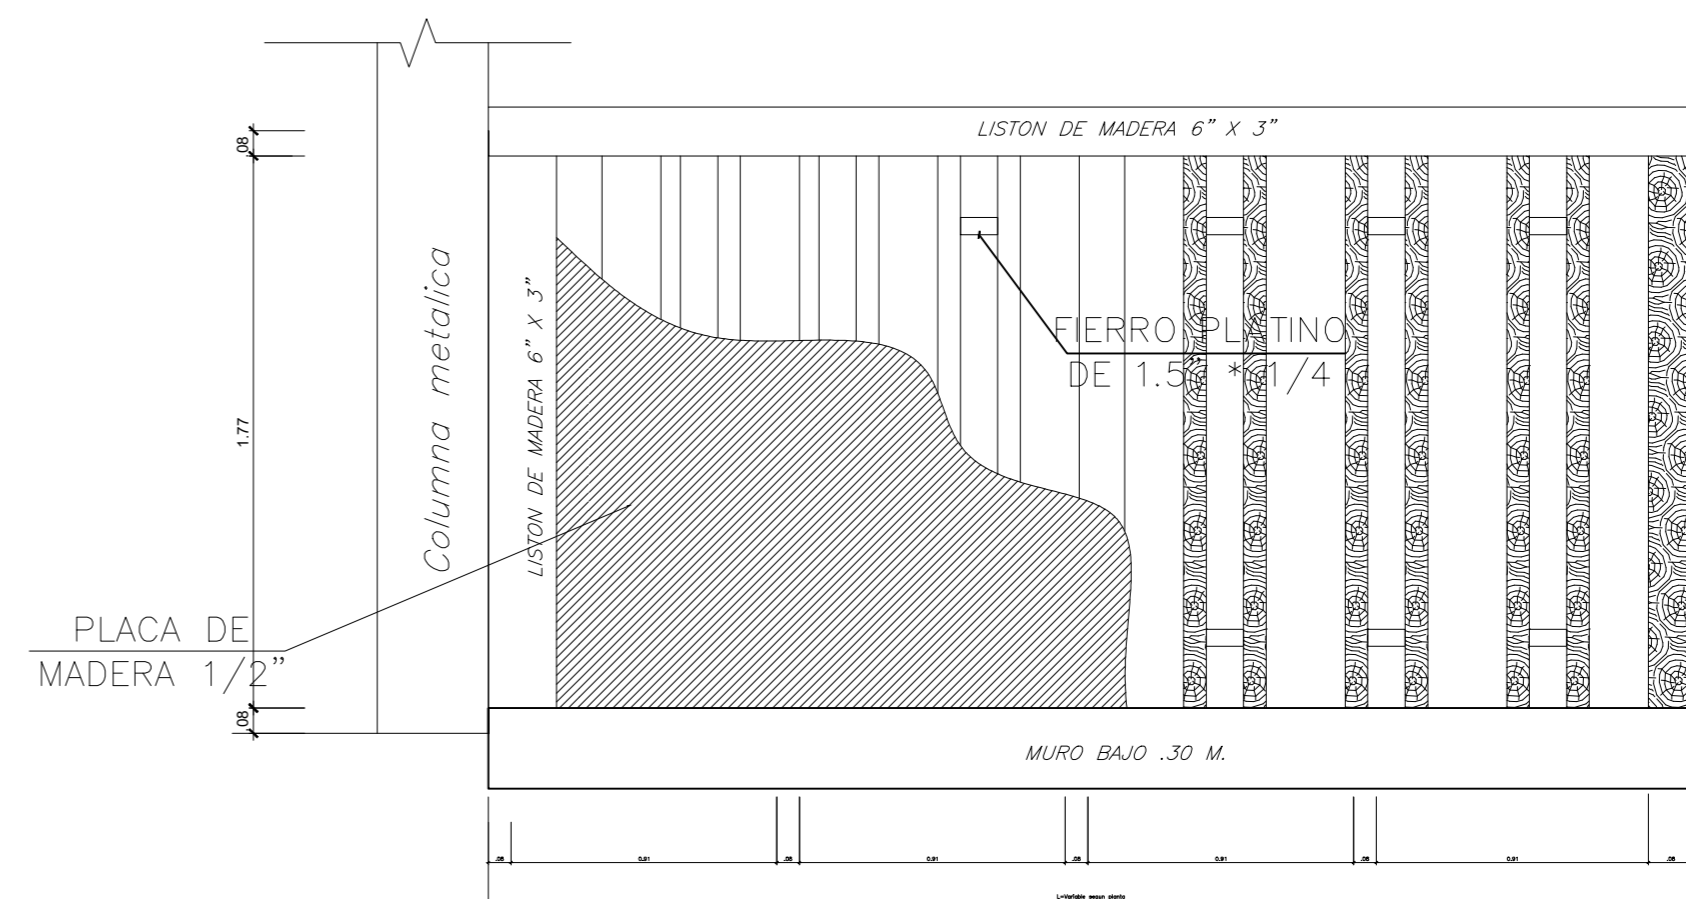 LISTON DE MADERA 6" X 3"
.08
Columna metalica
LISTON DE MADERA 6" X 3"
FIERRO PLATINO
DE 1.5" * 1/4
1.77
PLACA DE
MADERA 1/2"
.08
MURO BAJO .30 M.
.08 0.91 .08 0.91 .08 0.91 .08 0.91 .08
L=Variable segun planta